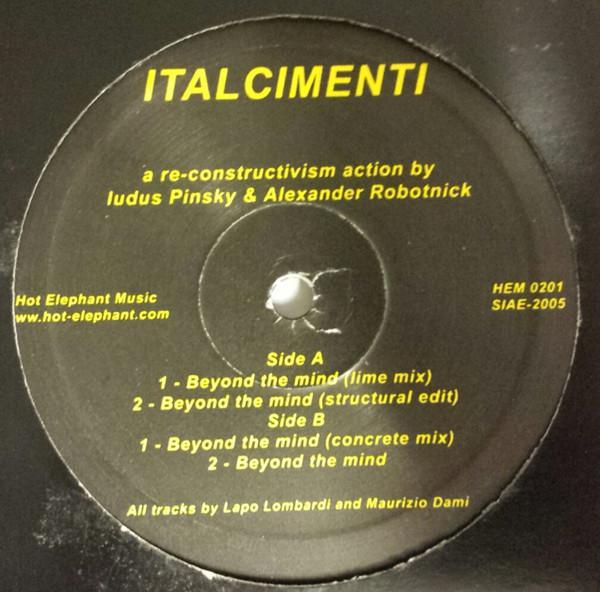 ITALCIMENTI
a re-constructivism action by
Iudus Pinsky & Alexander Robotnick
Hot Elephant Music
www.hot-elephant.com
HEM 0201
SIAE-2005
Side A
1 - Beyond the mind (lime mix)
2 - Beyond the mind (structural edit)
Side B
1 - Beyond the mind (concrete mix)
2 - Beyond the mind
All tracks by Lapo Lombardi and Maurizio Dami